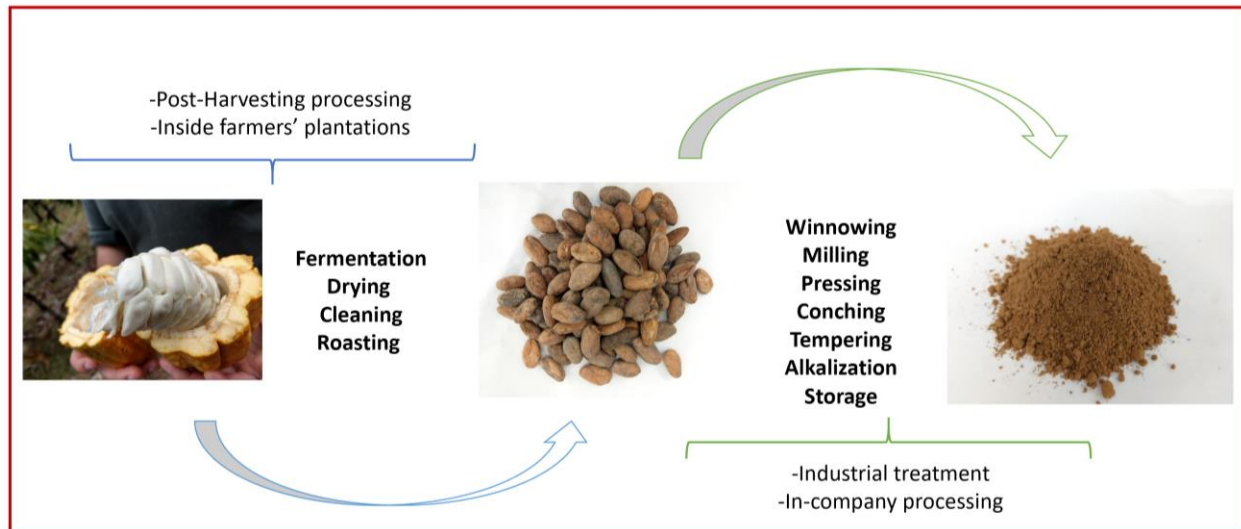 -Post-Harvesting processing
-Inside farmers’ plantations
Fermentation
Drying
Cleaning
Roasting
Winnowing
Milling
Pressing
Conching
Tempering
Alkalization
Storage
-Industrial treatment
-In-company processing